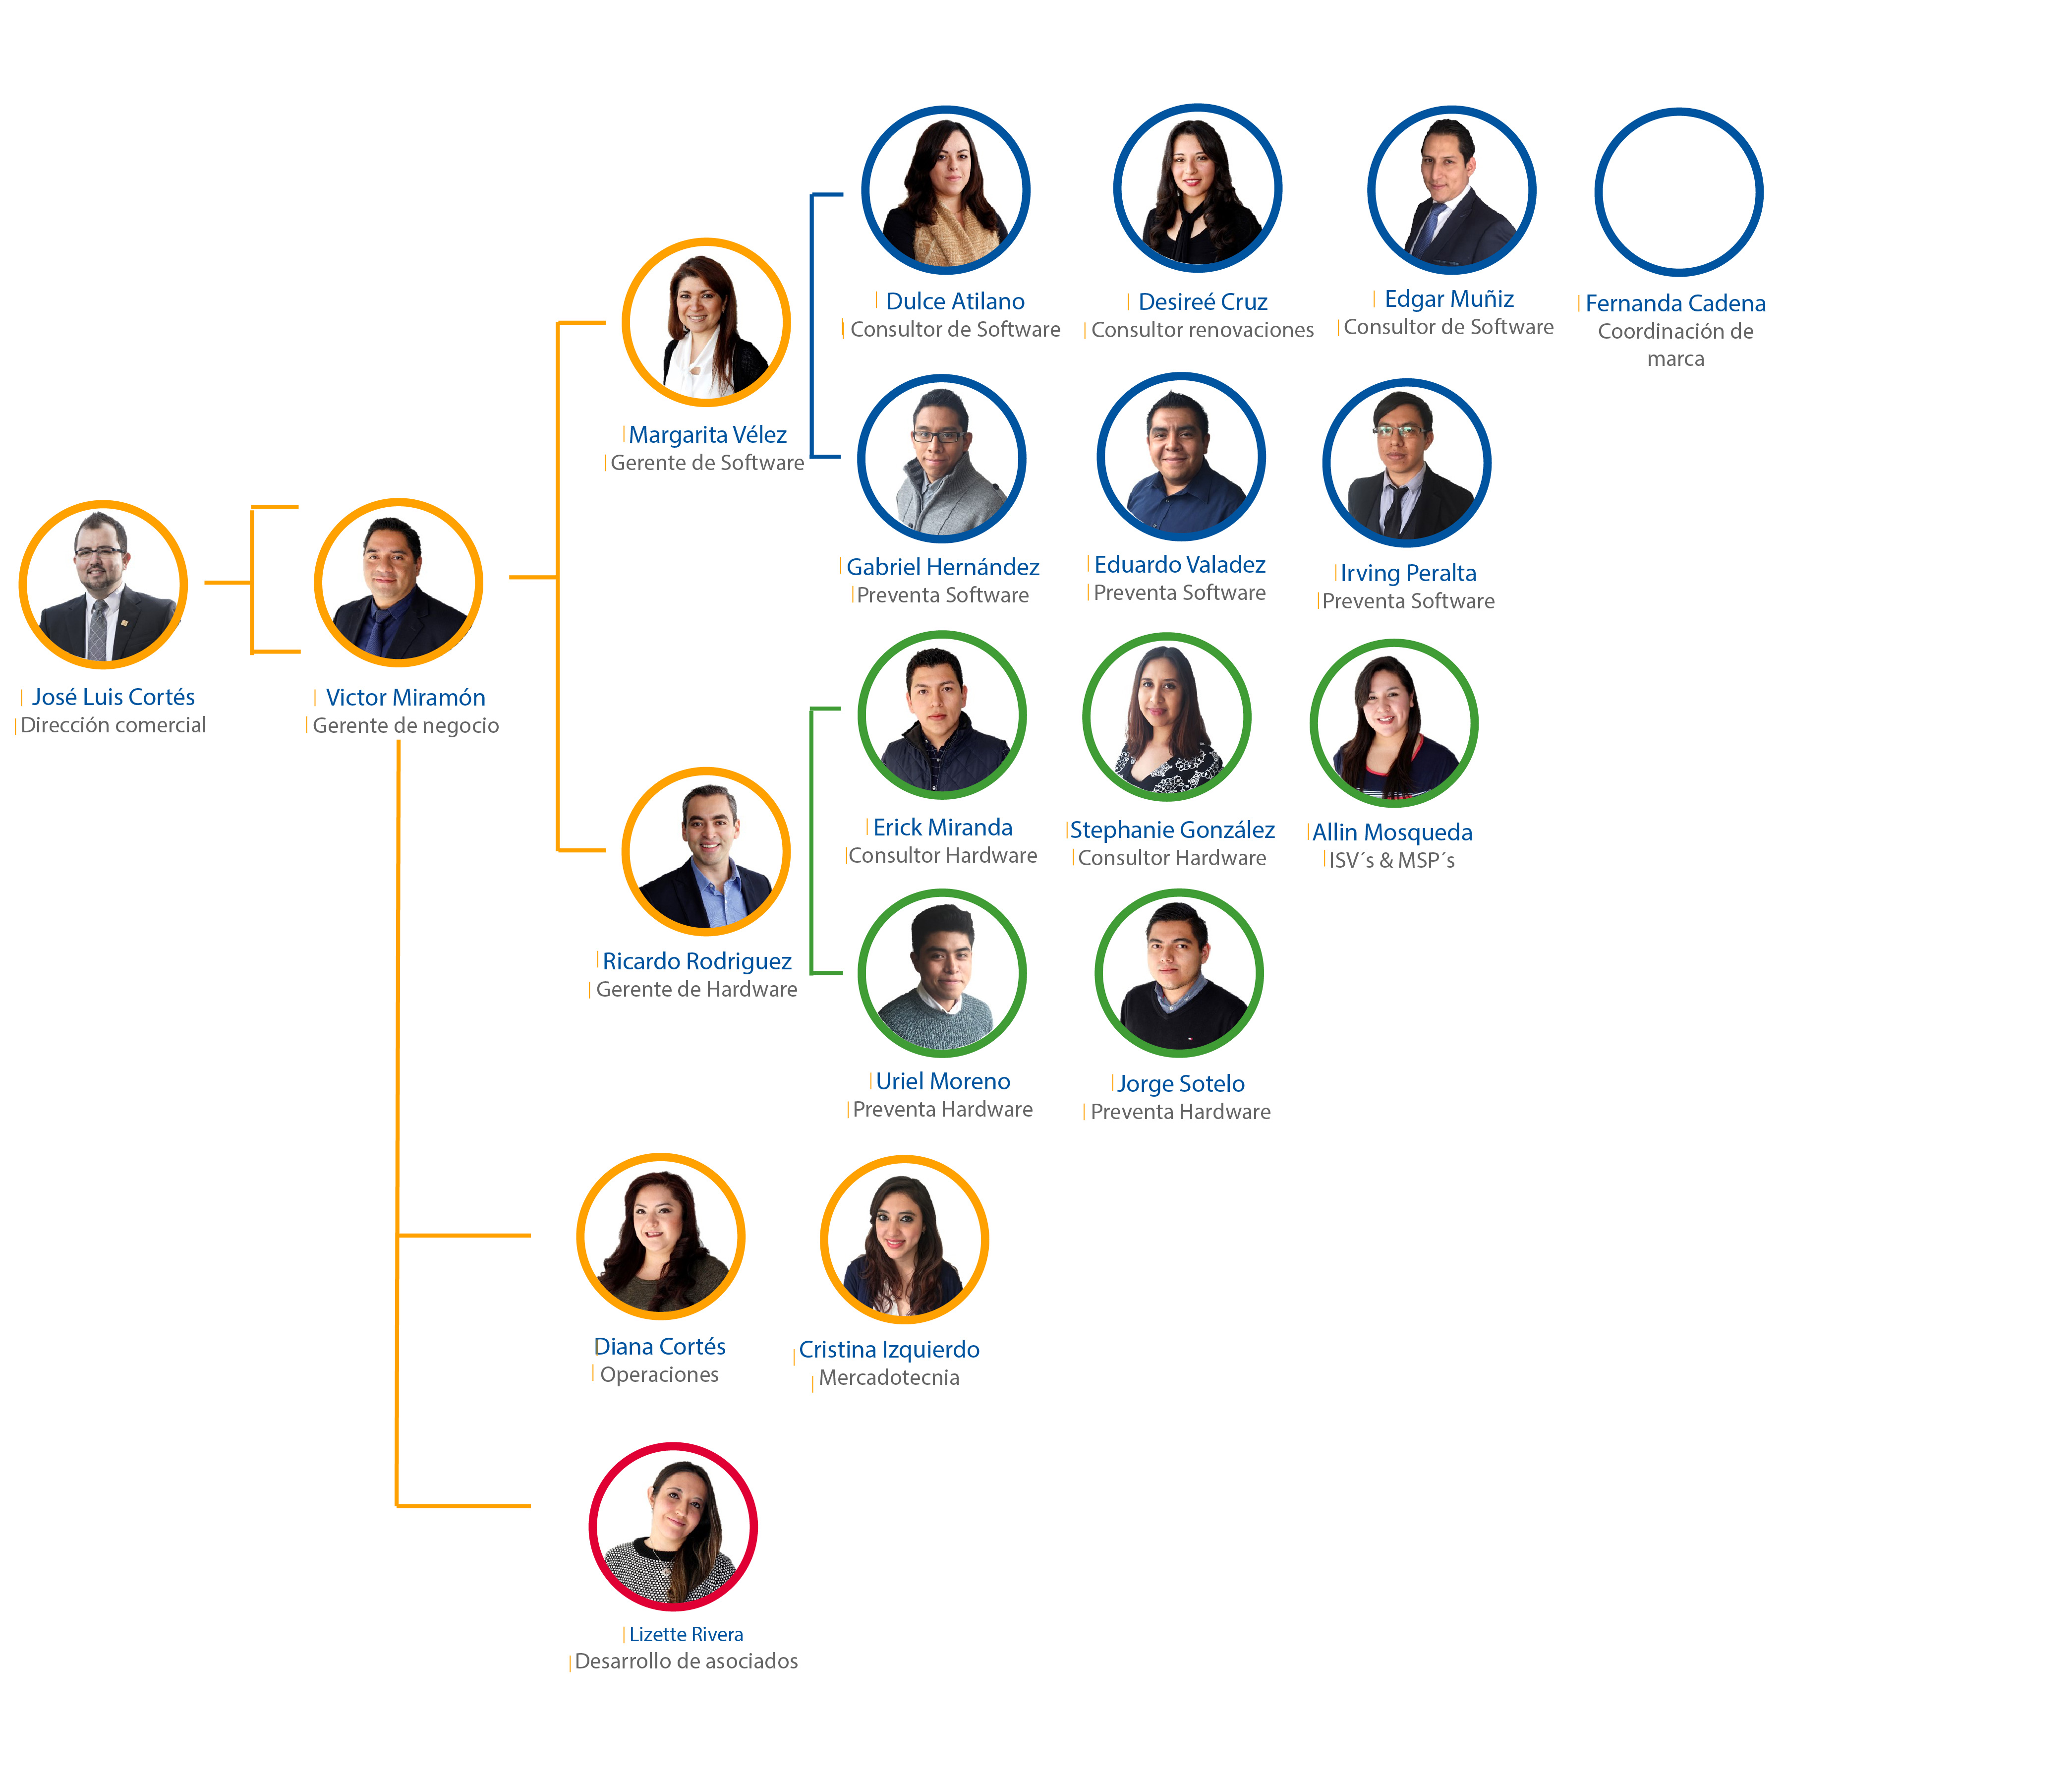 Dulce Atilano
Consultor de Software
Desireé Cruz
Consultor renovaciones
Edgar Muñiz
Consultor de Software
Fernanda Cadena
Coordinación de
marca
Margarita Vélez
Gerente de Software
Gabriel Hernández
Preventa Software
Eduardo Valadez
Preventa Software
Irving Peralta
Preventa Software
José Luis Cortés
Dirección comercial
Victor Miramón
Gerente de negocio
Erick Miranda
Consultor Hardware
Stephanie González
Consultor Hardware
Allin Mosqueda
ISV´s & MSP´s
Ricardo Rodriguez
Gerente de Hardware
Uriel Moreno
Preventa Hardware
Jorge Sotelo
Preventa Hardware
Diana Cortés
Operaciones
Cristina Izquierdo
Mercadotecnia
Lizette Rivera
Desarrollo de asociados